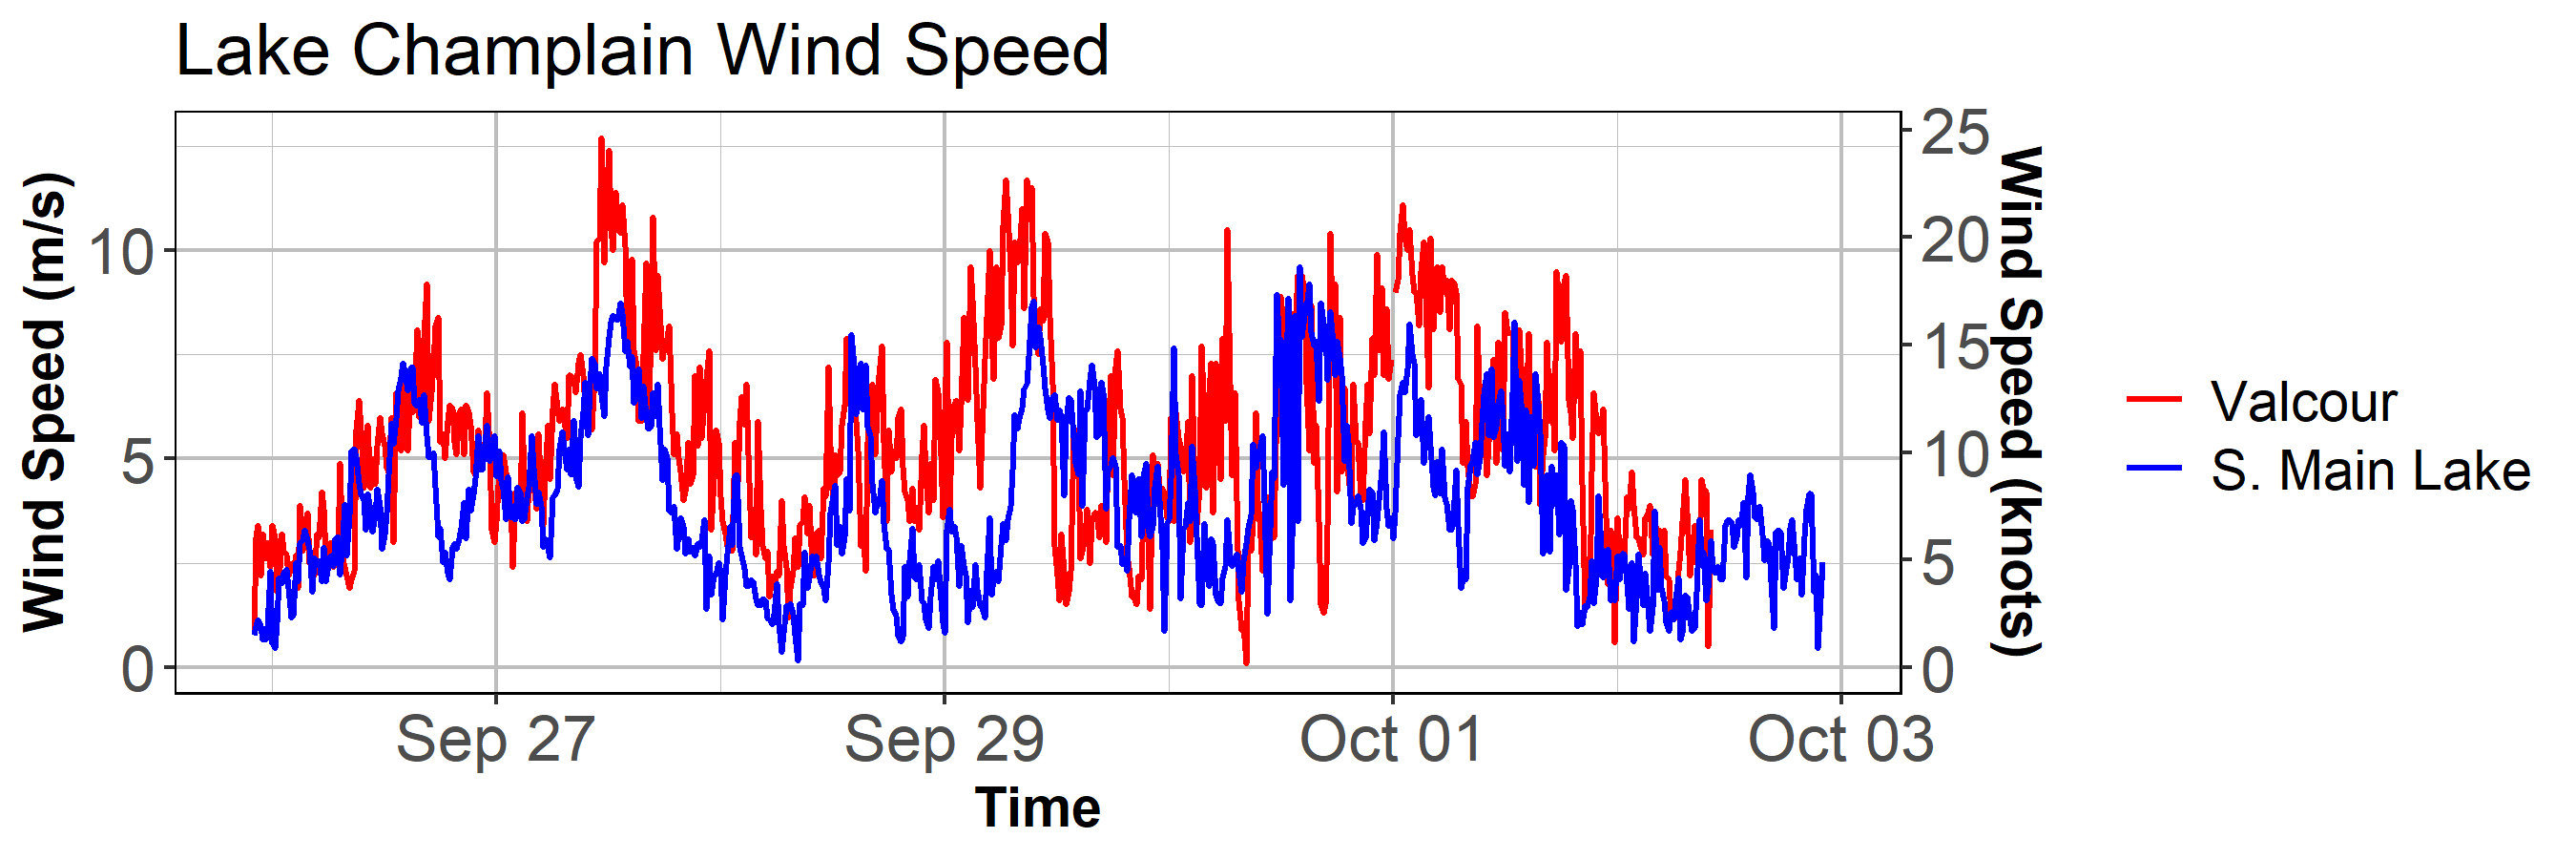 Lake Champlain Wind Speed
Wind Speed (m/s)
10
5
0
25
20
15
10
5
0
Wind Speed (knots)
Sep 27
Sep 29
Oct 01
Oct 03
Time
Valcour
S. Main Lake